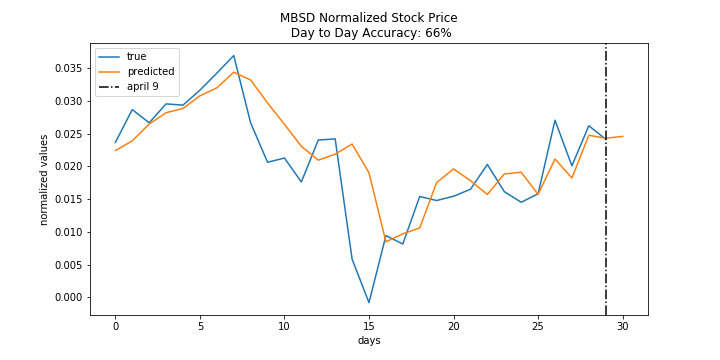 MBSD Normalized Stock Price
Day to Day Accuracy: 66%
true
predicted
april 9
normalized values
0.035
0.030
0.025
0.020
0.015
0.010
0.005
0.000
0 5 10 15 20 25 30
days